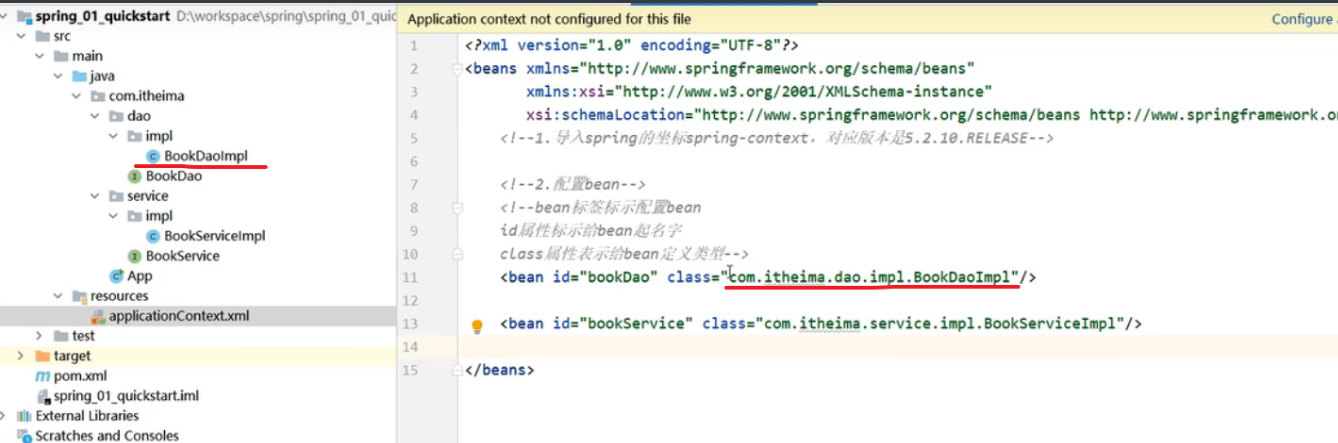 spring_01_quickstart D:\workspace\spring\spring_01_quic
src
main
java
com.itheima
dao
impl
BookDaoImpl
BookDao
service
impl
BookServiceImpl
BookService
App
resources
applicationContext.xml
test
target
pom.xml
spring_01_quickstart.iml
External Libraries
Scratches and Consoles
Application context not configured for this file Configure
1 <?xml version="1.0" encoding="UTF-8"?>
2 <beans xmlns="http://www.springframework.org/schema/beans"
3 xmlns:xsi="http://www.w3.org/2001/XMLSchema-instance"
4 xsi:schemaLocation="http://www.springframework.org/schema/beans http://www.springframework.o
5 <!--1.导入spring的坐标spring-context，对应版本是5.2.10.RELEASE-->
6
7 <!--2.配置bean-->
8 <!--bean标签标示配置bean
9 id属性标示给bean起名字
10 class属性表示给bean定义类型-->
11 <bean id="bookDao" class="com.itheima.dao.impl.BookDaoImpl"/>
12
13 <bean id="bookService" class="com.itheima.service.impl.BookServiceImpl"/>
14
15 </beans>